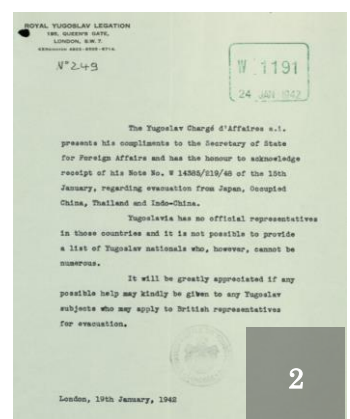 ROYAL YUGOSLAV LEGATION
195, QUEEN'S GATE,
LONDON, S.W.7.
Nº 249
W 1191
24 JAN 1942
The Yugoslav Chargé d'Affaires a.i.
presents his compliments to the Secretary of State
for Foreign Affairs and has the honour to acknowledge
receipt of his Note No. W 14385/219/48 of the 15th
January, regarding evacuation from Japan, Occupied
China, Thailand and Indo-China.
Yugoslavia has no official representatives
in those countries and it is not possible to provide
a list of Yugoslav nationals who, however, cannot be
numerous.
It will be greatly appreciated if any
possible help may kindly be given to any Yugoslav
subjects who may apply to British representatives
for evacuation.
London, 19th January, 1942
2